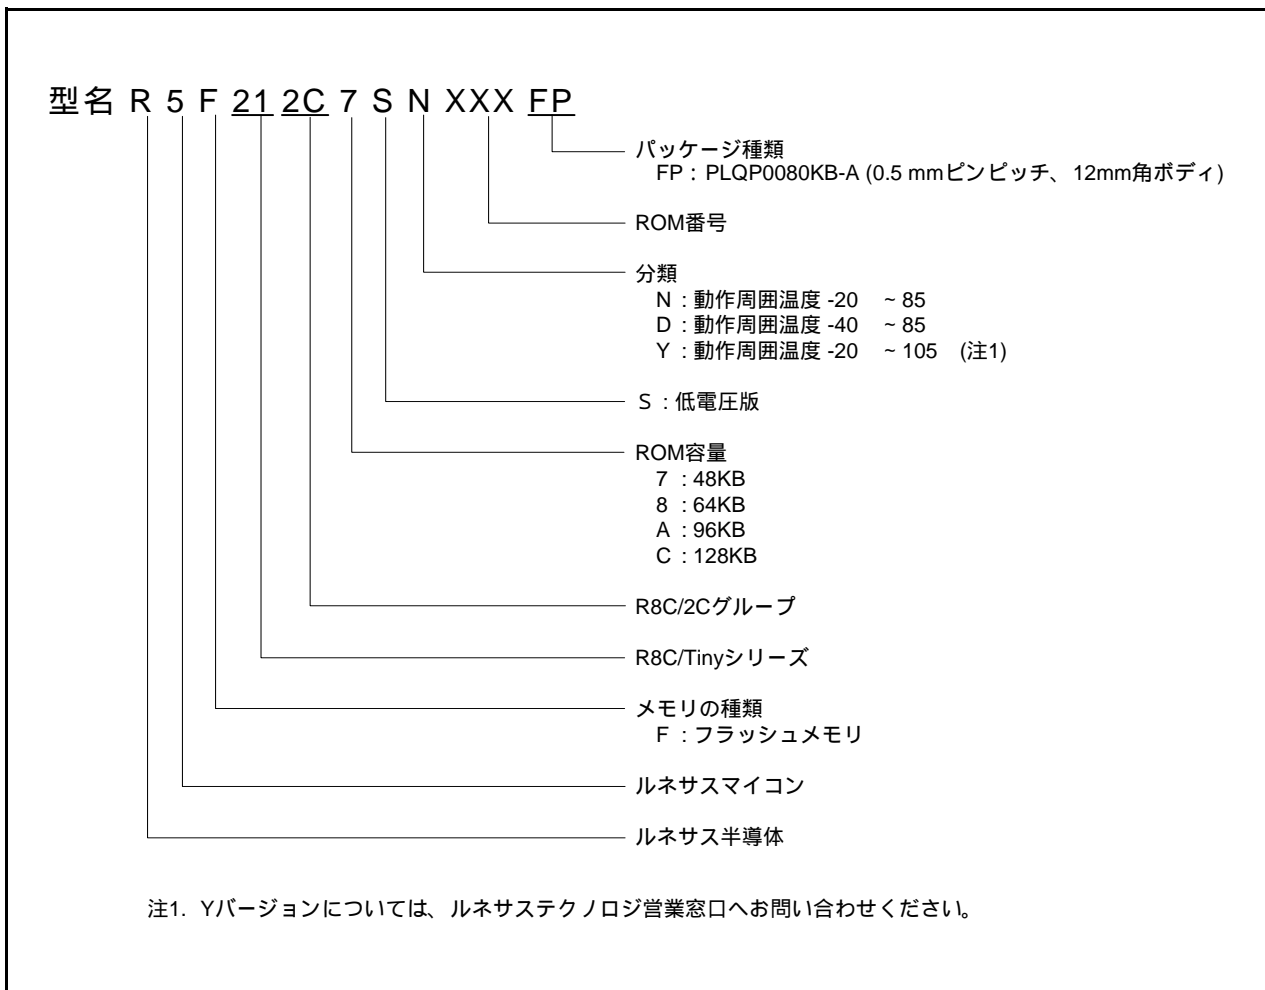 型名 R 5 F 21 2C 7 S N XXX FP
パッケージ種類
FP : PLQP0080KB-A (0.5 mmピンピッチ、12mm角ボディ)
ROM番号
分類
N : 動作周囲温度 -20 ~ 85
D : 動作周囲温度 -40 ~ 85
Y : 動作周囲温度 -20 ~ 105 (注1)
S : 低電圧版
ROM容量
7 : 48KB
8 : 64KB
A : 96KB
C : 128KB
R8C/2Cグループ
R8C/Tinyシリーズ
メモリの種類
F : フラッシュメモリ
ルネサスマイコン
ルネサス半導体
注1. Yバージョンについては、ルネサステクノロジ営業窓口へお問い合わせください。